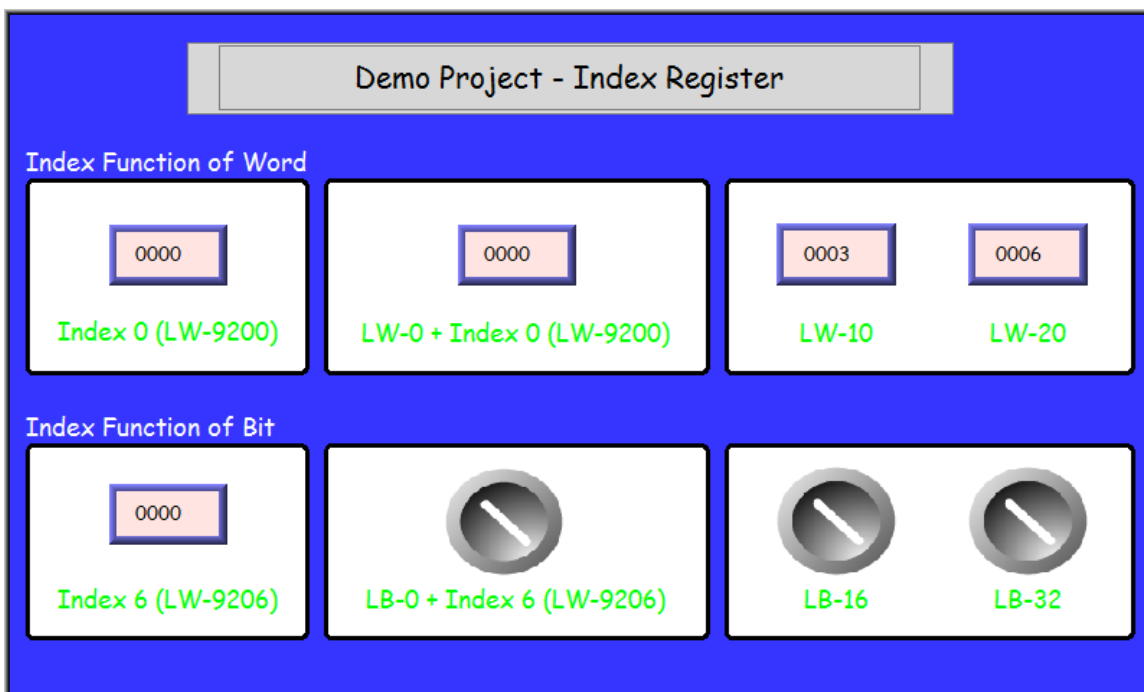 Demo Project - Index Register
Index Function of Word
0000
Index 0 (LW-9200)
0000
LW-0 + Index 0 (LW-9200)
0003 0006
LW-10 LW-20
Index Function of Bit
0000
Index 6 (LW-9206)
LB-0 + Index 6 (LW-9206)
LB-16 LB-32